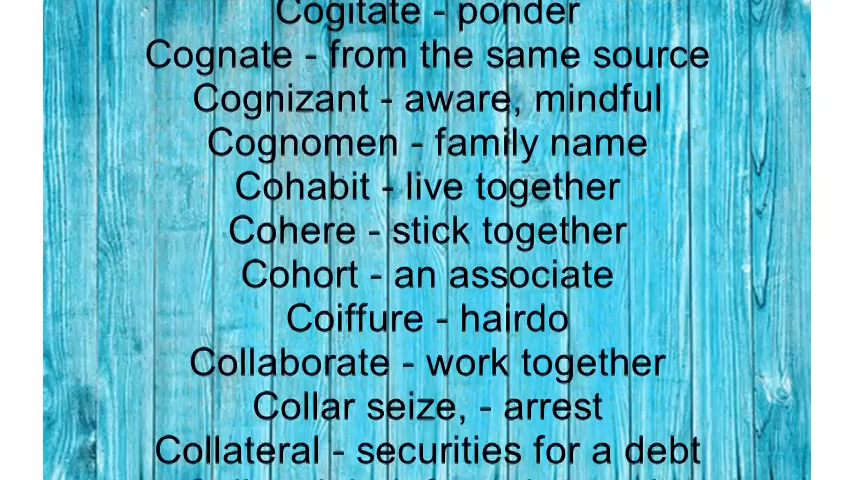 Cogitate - ponder
Cognate - from the same source
Cognizant - aware, mindful
Cognomen - family name
Cohabit - live together
Cohere - stick together
Cohort - an associate
Coiffure - hairdo
Collaborate - work together
Collar seize, - arrest
Collateral - securities for a debt